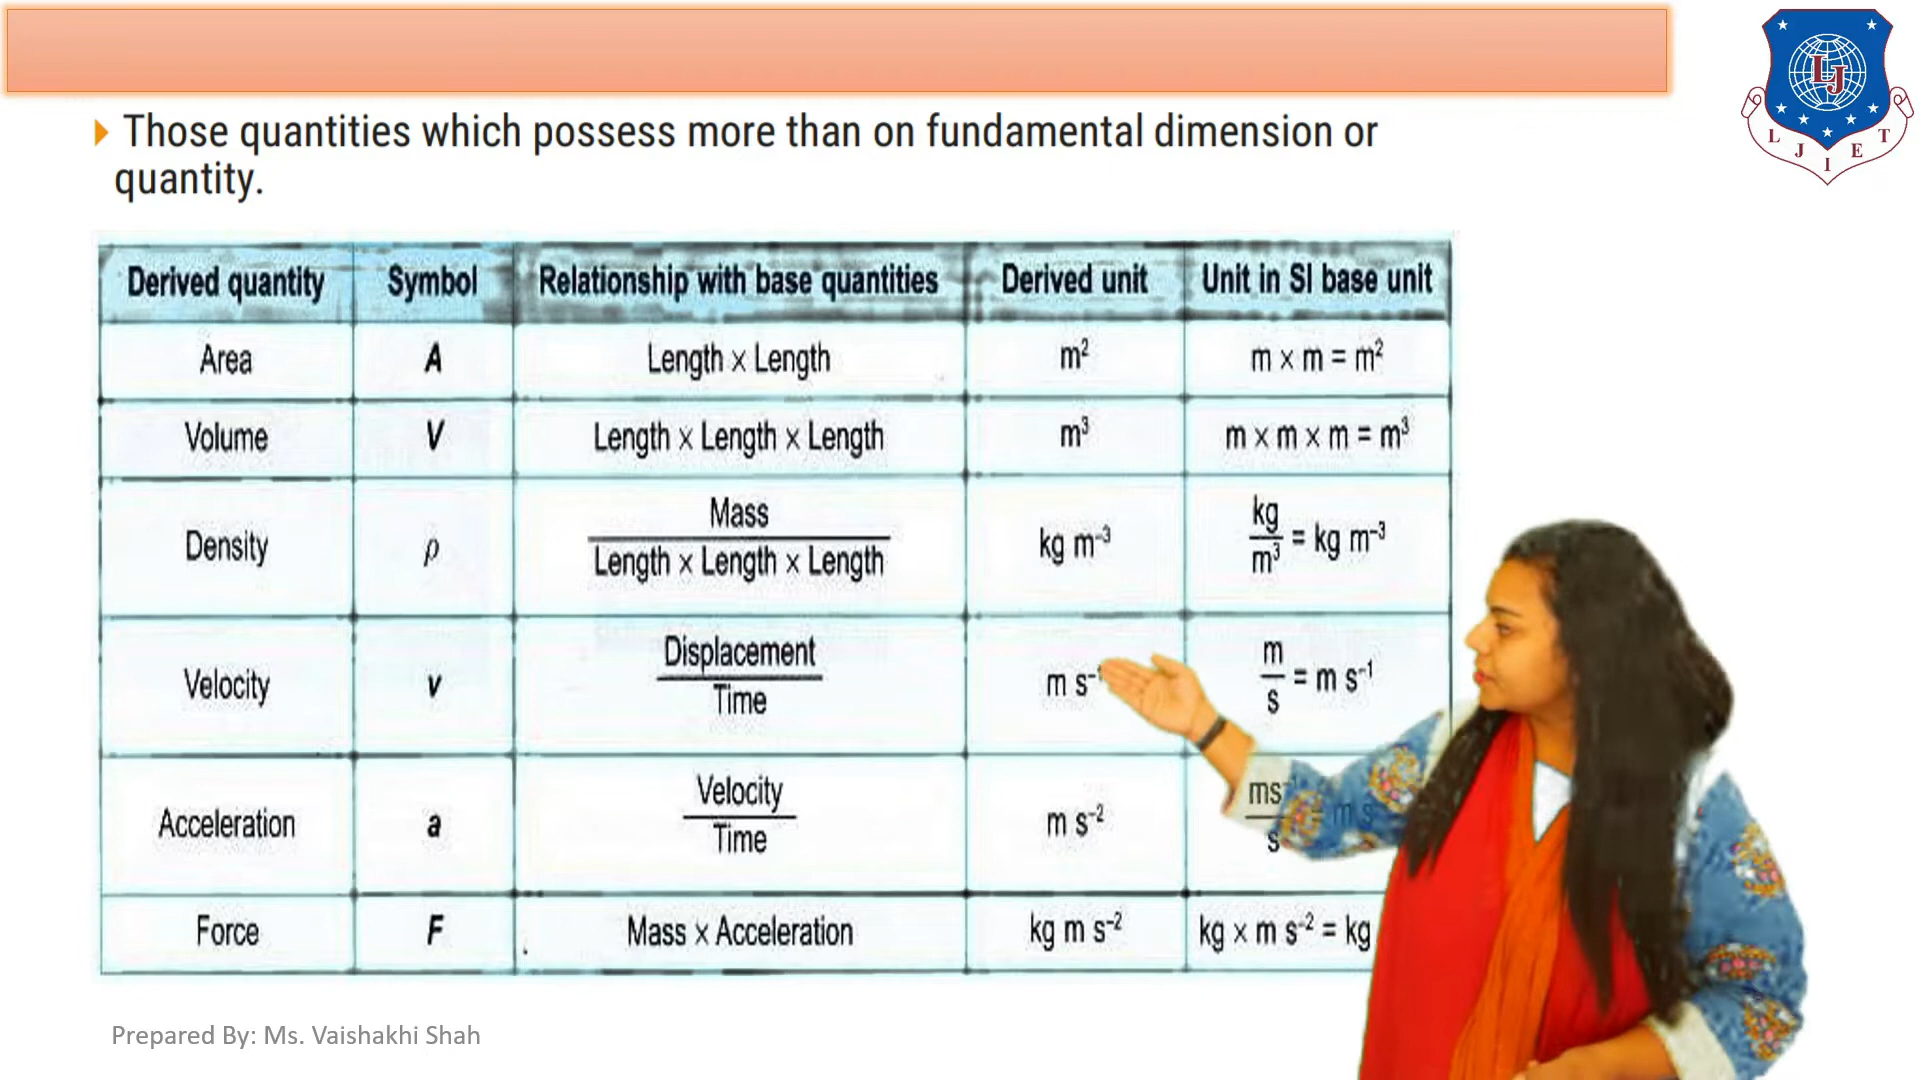 Those quantities which possess more than on fundamental dimension or
quantity.
Derived quantity Symbol Relationship with base quantities Derived unit Unit in SI base unit
Area A Length × Length m² m × m = m²
Volume V Length × Length × Length m³ m × m × m = m³
Density ρ Mass / Length × Length × Length kg m⁻³ kg / m³ = kg m⁻³
Velocity v Displacement / Time m s⁻¹ m / s = m s⁻¹
Acceleration a Velocity / Time m s⁻² ms / s = m s
Force F Mass × Acceleration kg m s⁻² kg × m s⁻² = kg
Prepared By: Ms. Vaishakhi Shah
LJ
L J I E T